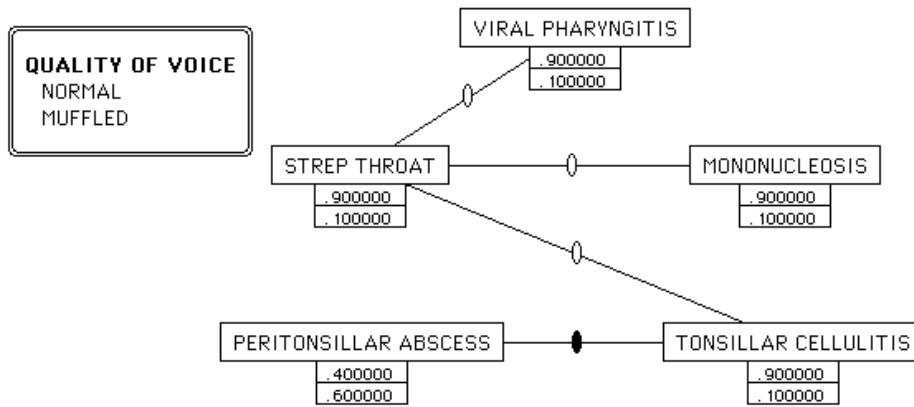 VIRAL PHARYNGITIS
.900000
.100000
QUALITY OF VOICE
NORMAL
MUFFLED
STREP THROAT
.900000
.100000
MONONUCLEOSIS
.900000
.100000
PERITONSILLAR ABSCESS
.400000
.600000
TONSILLAR CELLULITIS
.900000
.100000